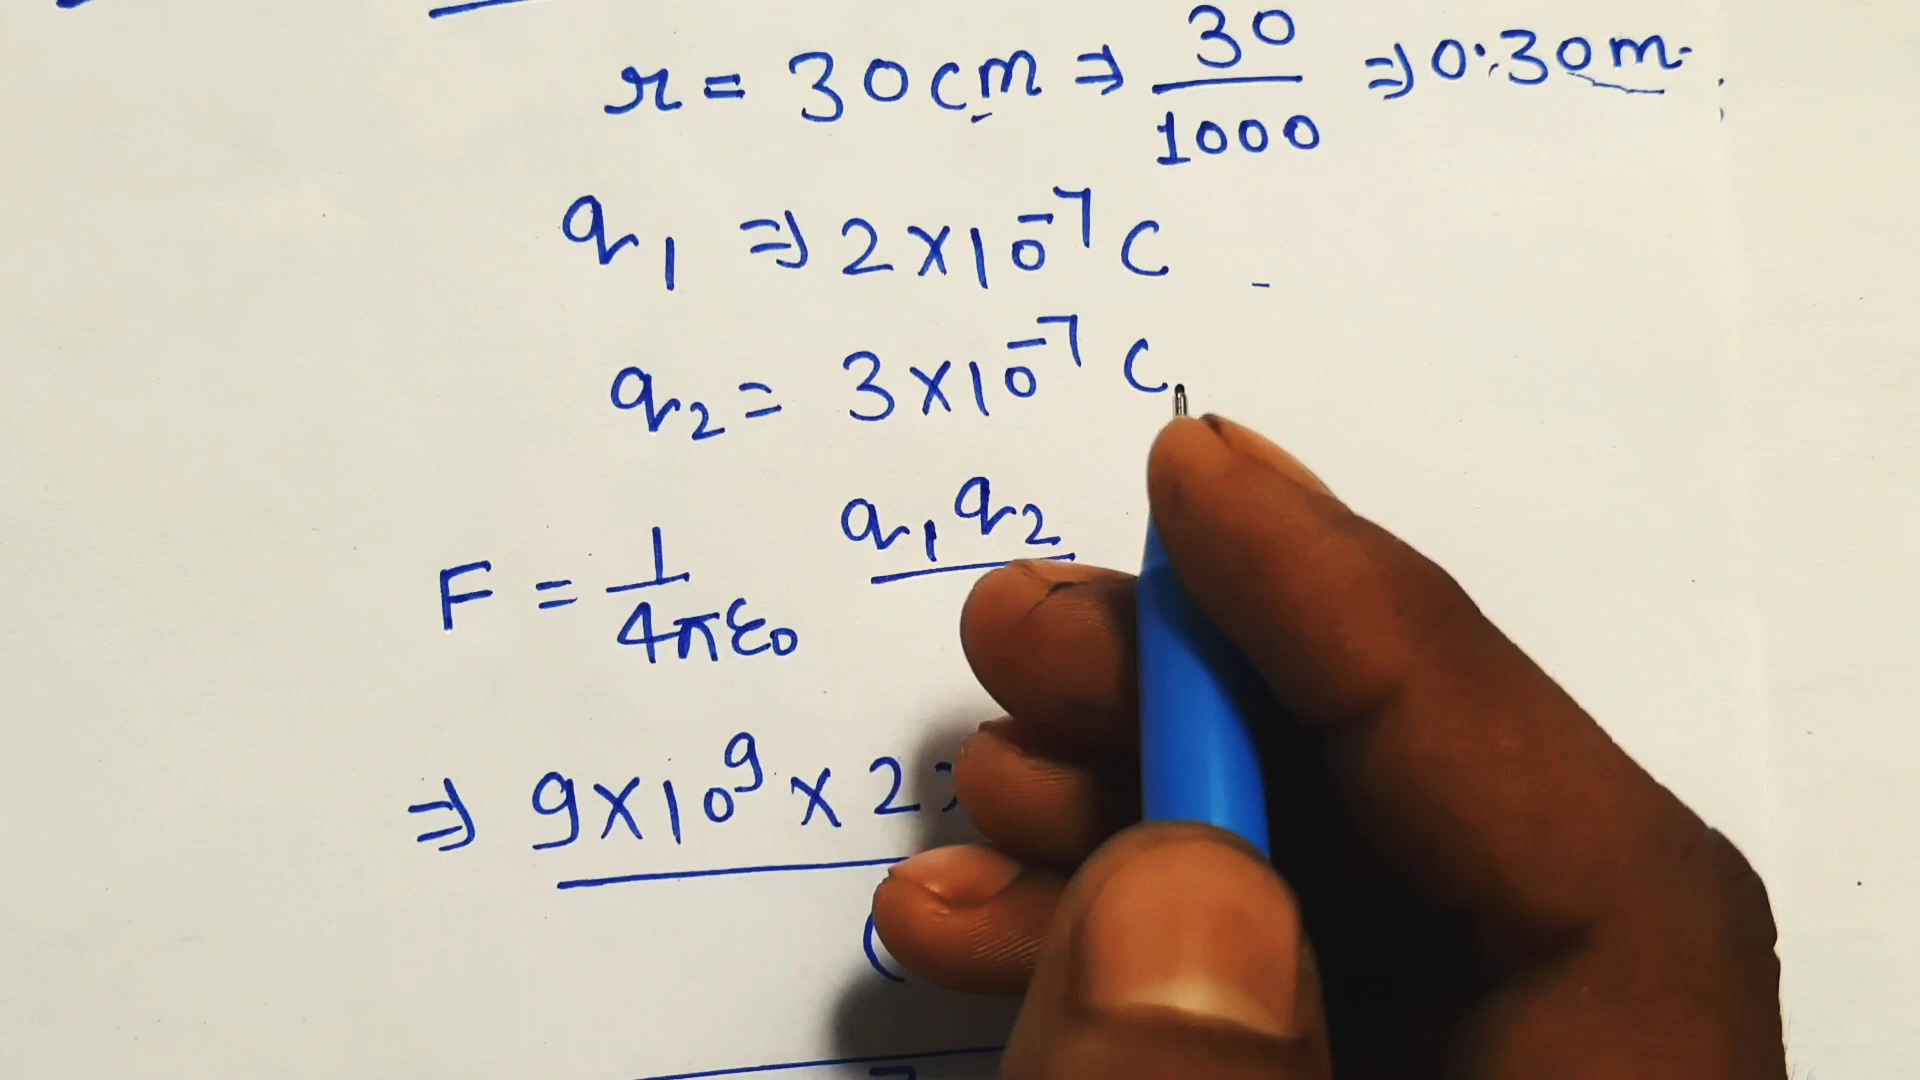 r = 30cm ⇒ 30/1000 ⇒ 0.30m.
q₁ ⇒ 2×10⁻⁷ C
q₂ = 3×10⁻⁷ C
F = 1/4πε₀ q₁q₂
⇒ 9×10⁹ × 2
(